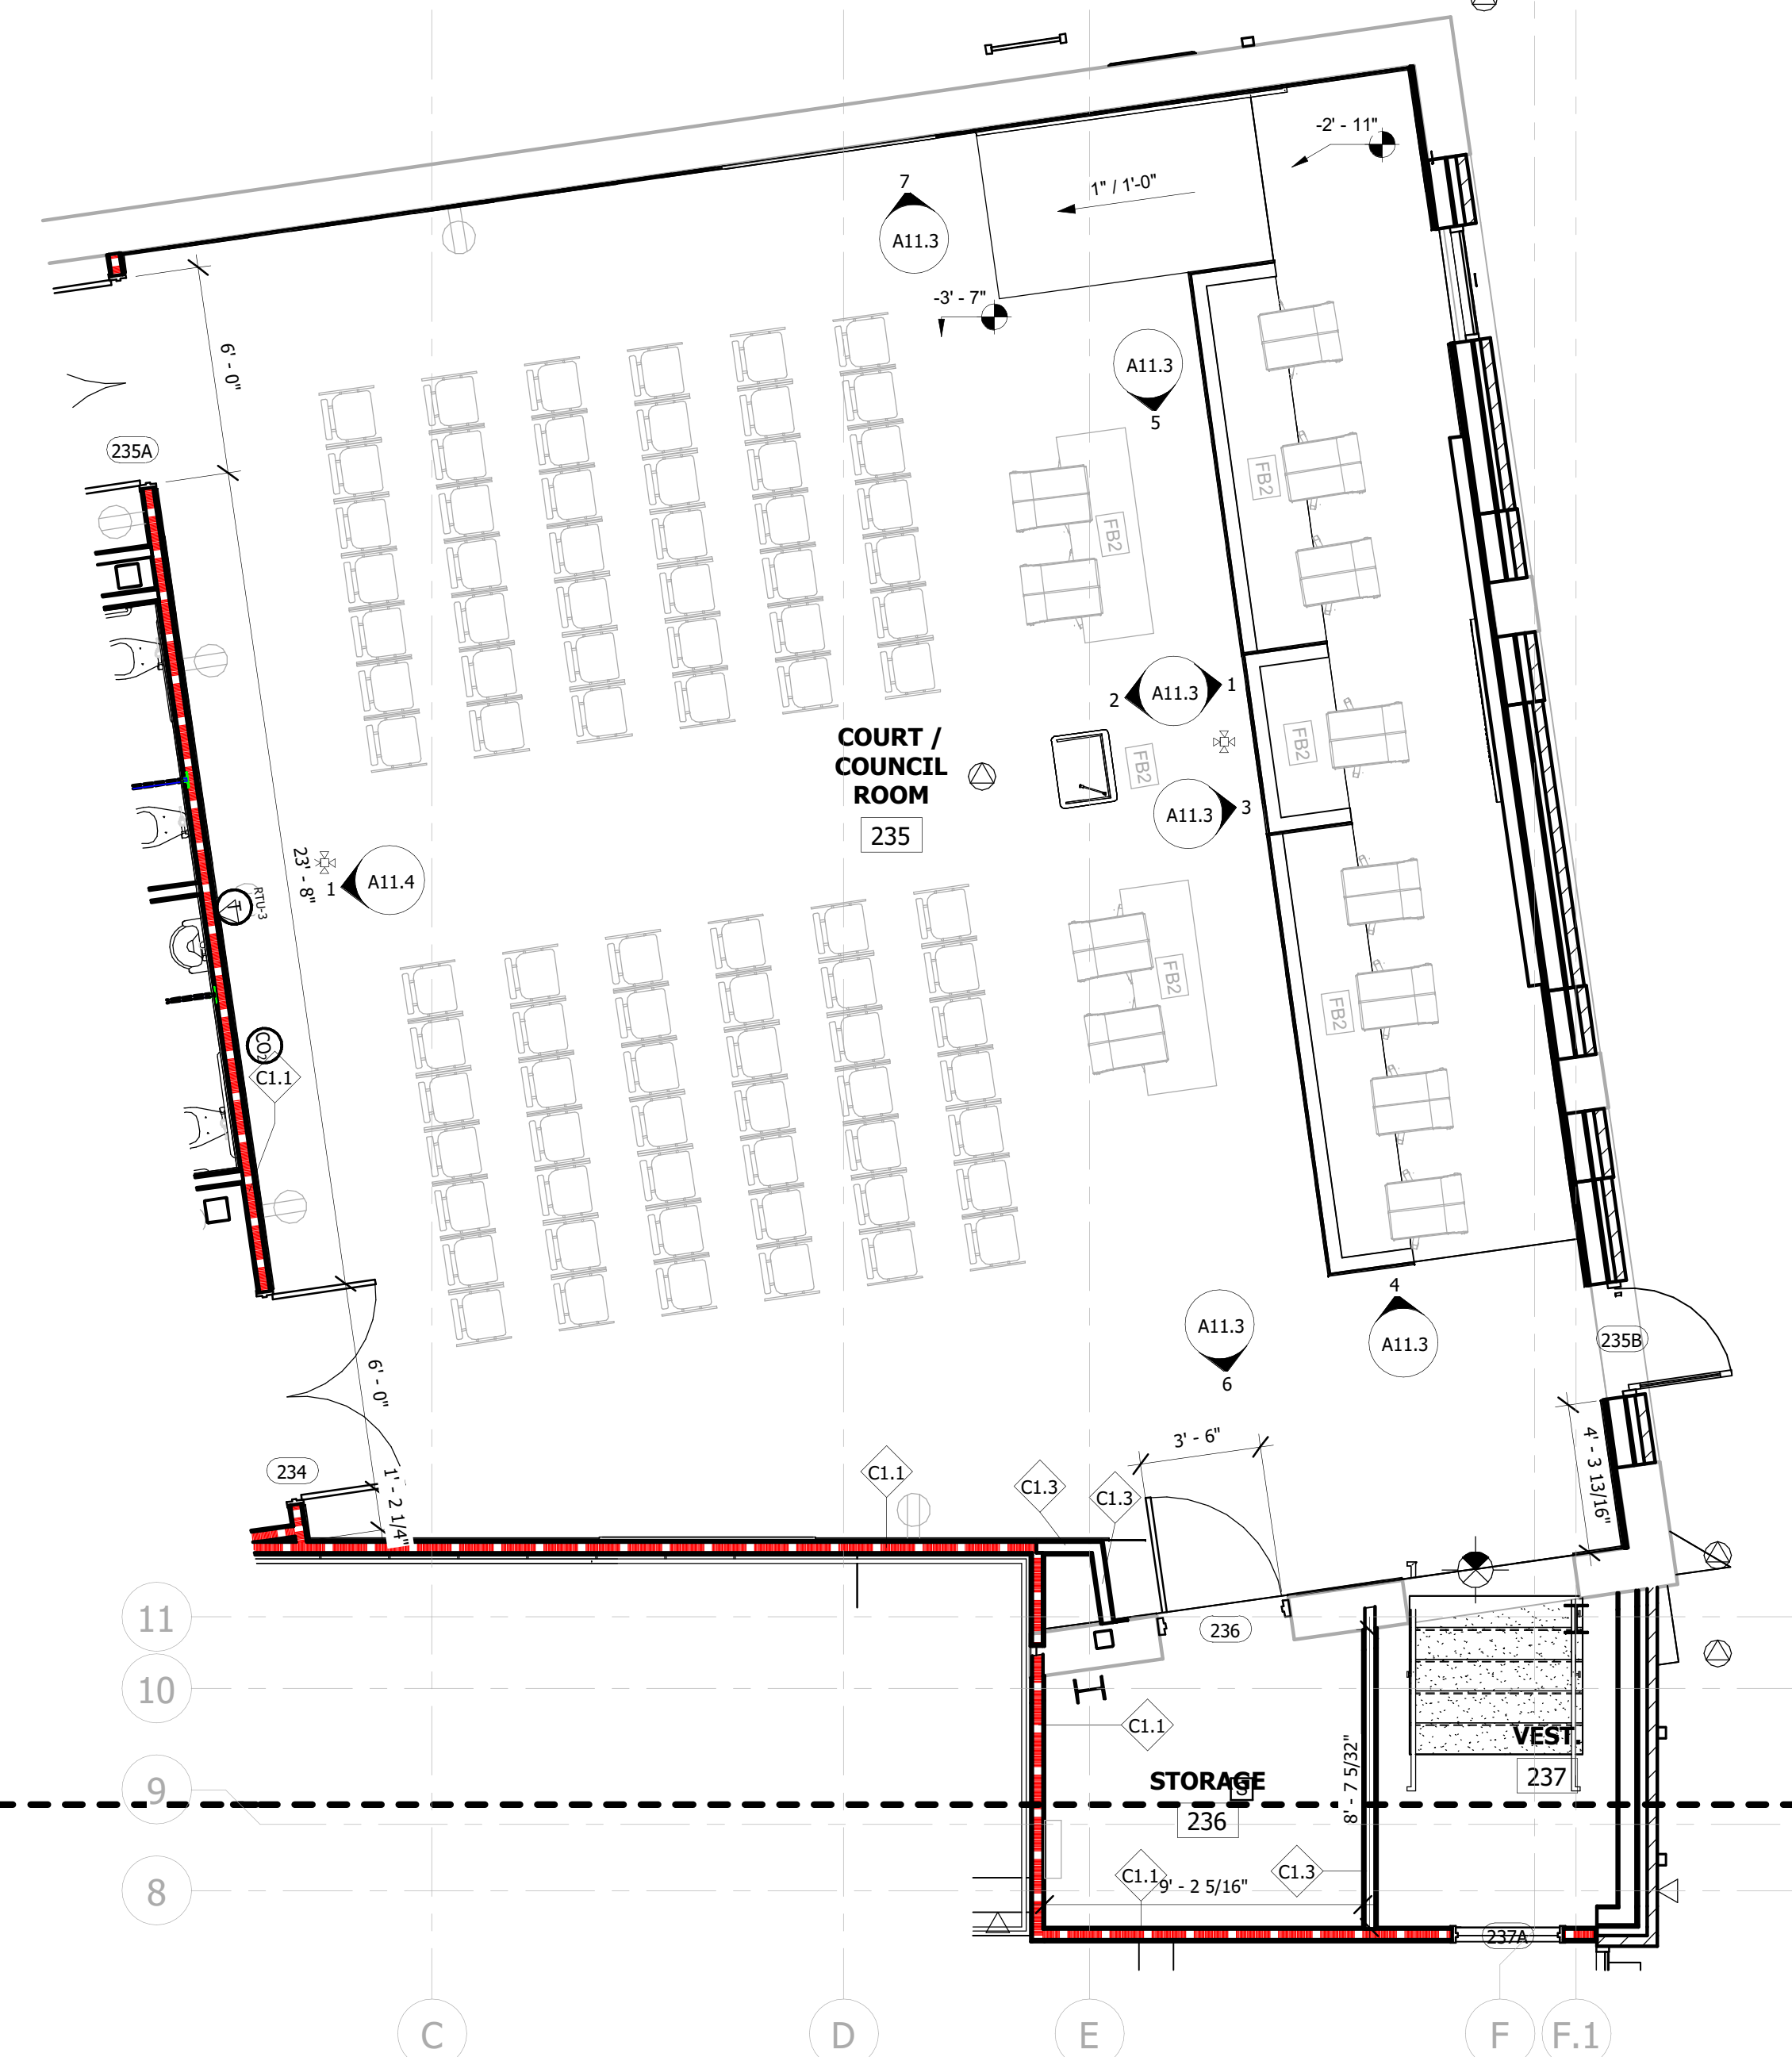 -2' - 11"
1" / 1'-0"
7
A11.3
-3' - 7"
6' - 0"
A11.3
5
235A
FB2
FB2
2
A11.3
1
COURT /
COUNCIL
ROOM
235
FB2
FB2
A11.3
3
23' - 8"
1
A11.4
RTU-3
T
FB2
FB2
CO2
C1.1
4
A11.3
A11.3
6
235B
6' - 0"
3' - 6"
4' - 3 13/16"
234
1' - 2 1/4"
C1.1
C1.3
C1.3
11
236
10
C1.1
VEST
237
8' - 7 5/32"
STORAGE
S
236
9
8
C1.1
C1.3
9' - 2 5/16"
237A
C
D
E
F
F.1